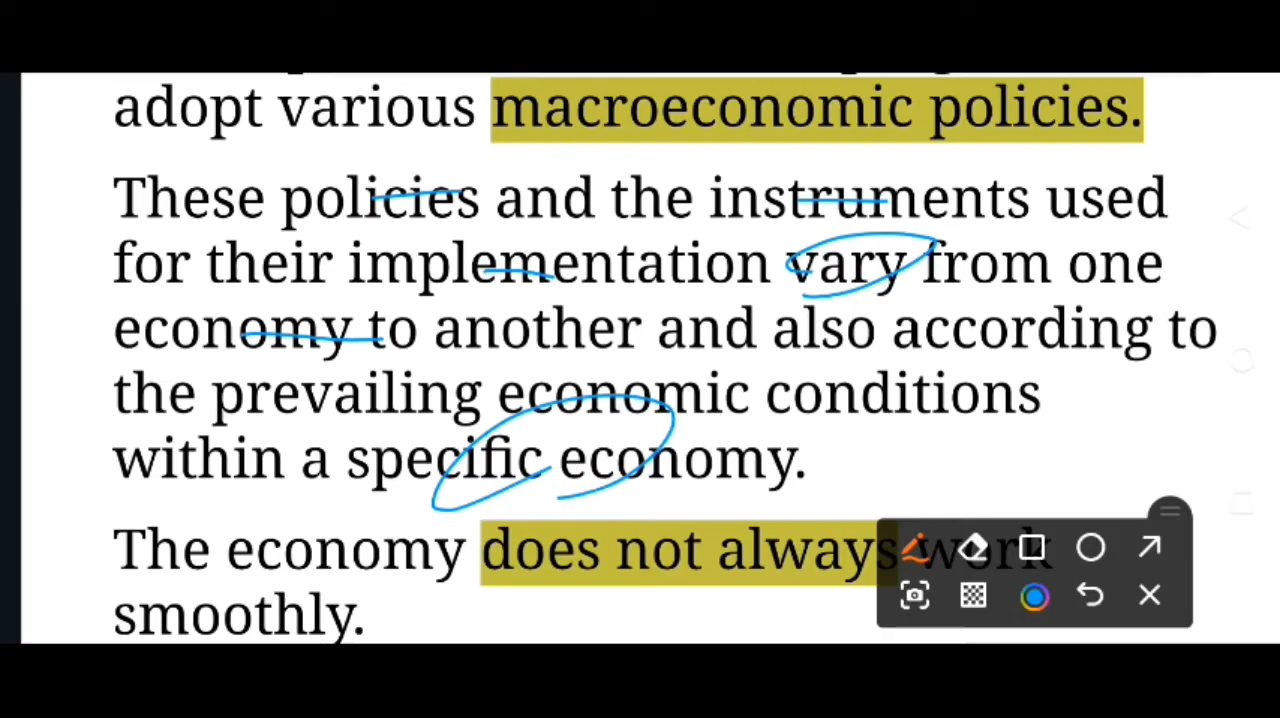 adopt various macroeconomic policies.
These policies and the instruments used
for their implementation vary from one
economy to another and also according to
the prevailing economic conditions
within a specific economy.
The economy does not always work
smoothly.